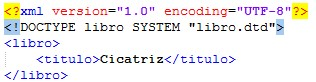 <?xml version="1.0" encoding="UTF-8"?>
<!DOCTYPE libro SYSTEM "libro.dtd">
<libro>
    <titulo>Cicatriz</titulo>
</libro>